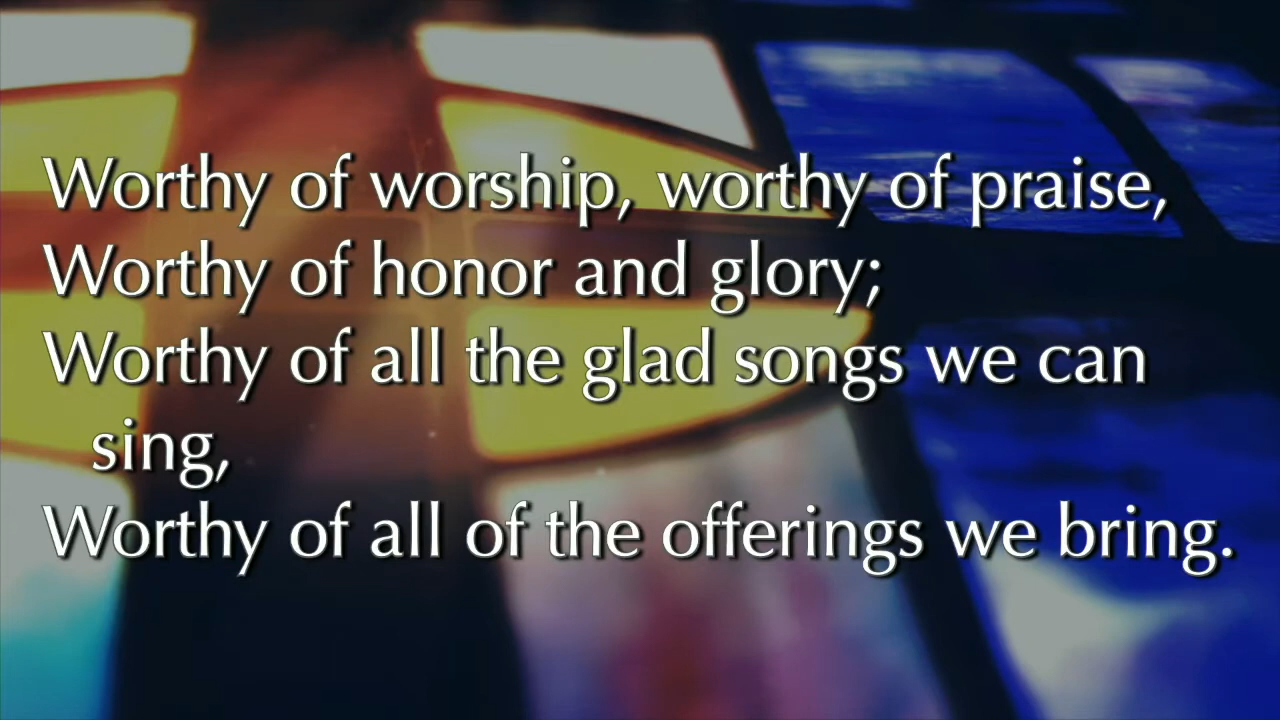 Worthy of worship, worthy of praise,
Worthy of honor and glory;
Worthy of all the glad songs we can
sing,
Worthy of all of the offerings we bring.